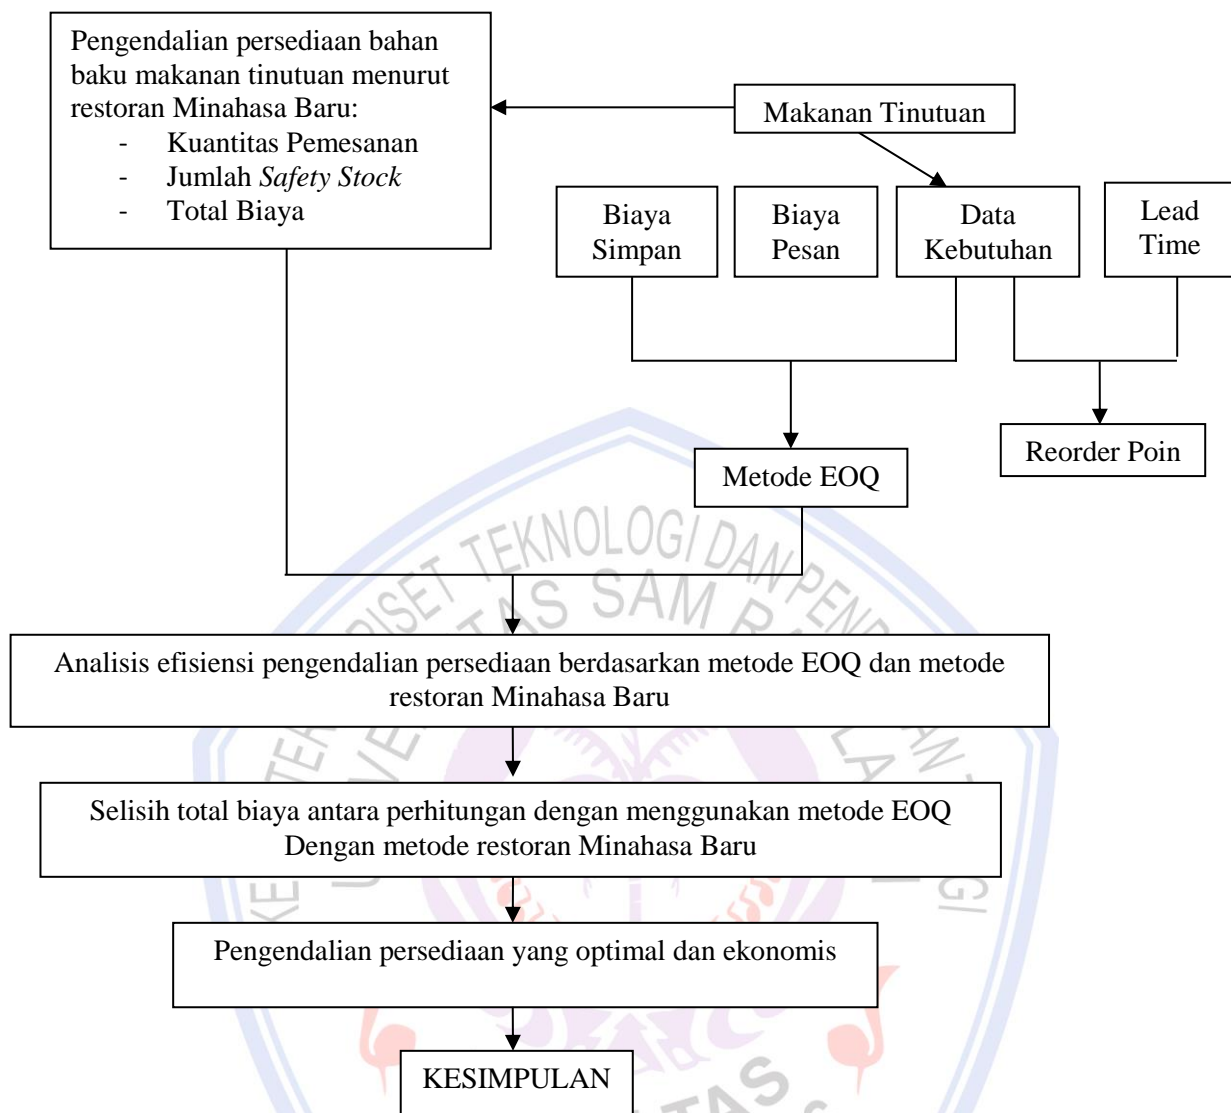 Pengendalian persediaan bahan
baku makanan tinutuan menurut
restoran Minahasa Baru:
- Kuantitas Pemesanan
- Jumlah Safety Stock
- Total Biaya
Makanan Tinutuan
Biaya
Simpan
Biaya
Pesan
Data
Kebutuhan
Lead
Time
Reorder Poin
Metode EOQ
Analisis efisiensi pengendalian persediaan berdasarkan metode EOQ dan metode
restoran Minahasa Baru
Selisih total biaya antara perhitungan dengan menggunakan metode EOQ
Dengan metode restoran Minahasa Baru
Pengendalian persediaan yang optimal dan ekonomis
KESIMPULAN
TEKNOLOGI DAN
SAM